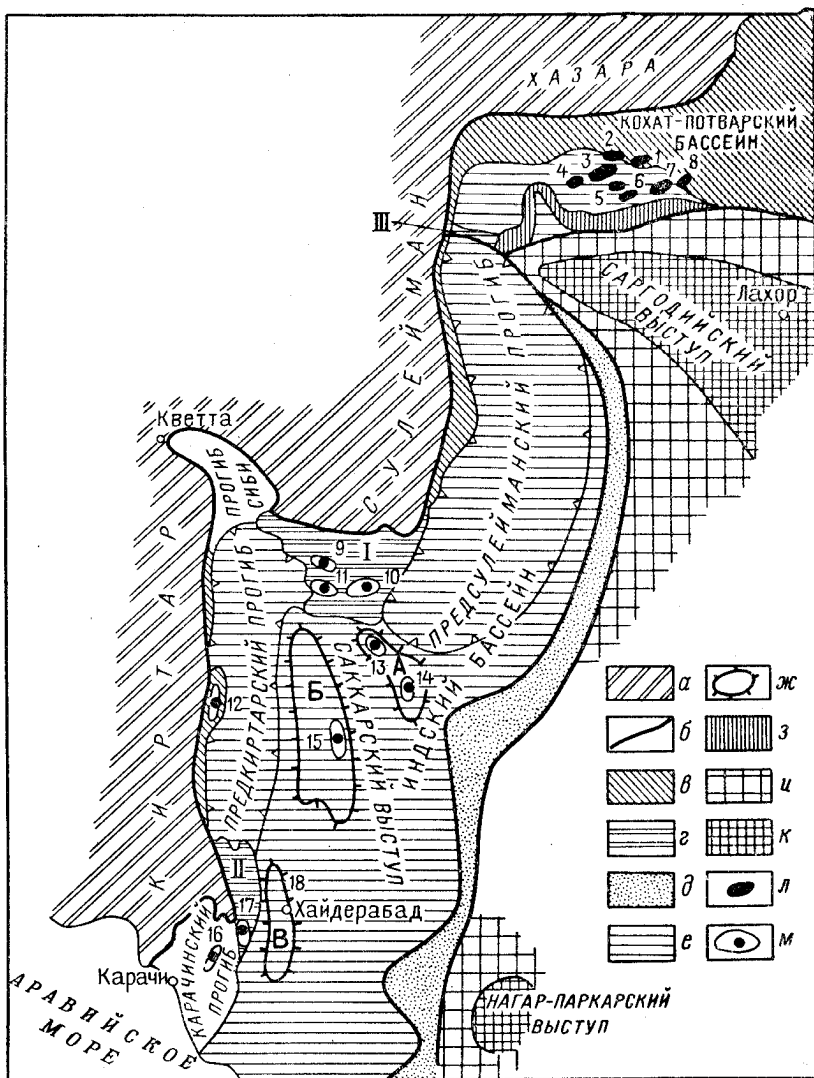 ХАЗАРА
КОХАТ-ПОТВАРСКИЙ
БАССЕЙН
2
1
8
3
7
4
6
5
III
СУЛЕЙМАН
САРГОДИЙСКИЙ
ВЫСТУП
Лахор
Кветта
ПРОГИБ
СИБИ
ПРЕДСУЛЕЙМАНСКИЙ ПРОГИБ
9
I
11
10
КИРТАР
ПРЕДКИРТАРСКИЙ ПРОГИБ
САККАРСКИЙ ВЫСТУП
ИНДСКИЙ БАССЕЙН
13
А
14
Б
12
15
II
18
17
Хайдерабад
16
В
Карачи
КАРАЧИНСКИЙ
ПРОГИБ
АРАВИЙСКОЕ
МОРЕ
НАГАР-ПАРКАРСКИЙ
ВЫСТУП
а
ж
б
з
в
и
г
к
д
л
е
м